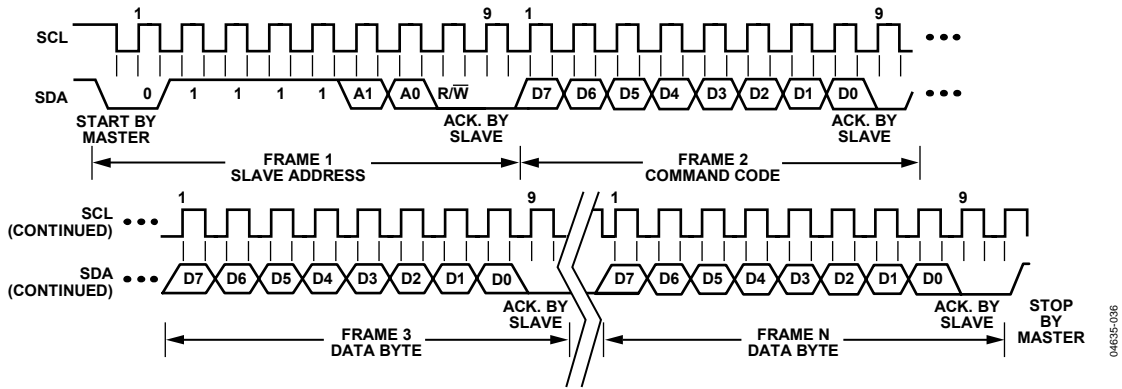 1 9 1 9
SCL
SDA 0 1 1 1 1 A1 A0 R/W̅ D7 D6 D5 D4 D3 D2 D1 D0
START BY MASTER
ACK. BY SLAVE
ACK. BY SLAVE
FRAME 1
SLAVE ADDRESS
FRAME 2
COMMAND CODE
1 9 1 9
SCL
(CONTINUED)
SDA
(CONTINUED)
D7 D6 D5 D4 D3 D2 D1 D0 D7 D6 D5 D4 D3 D2 D1 D0
ACK. BY
SLAVE
ACK. BY
SLAVE
STOP
BY
MASTER
FRAME 3
DATA BYTE
FRAME N
DATA BYTE
04635-036